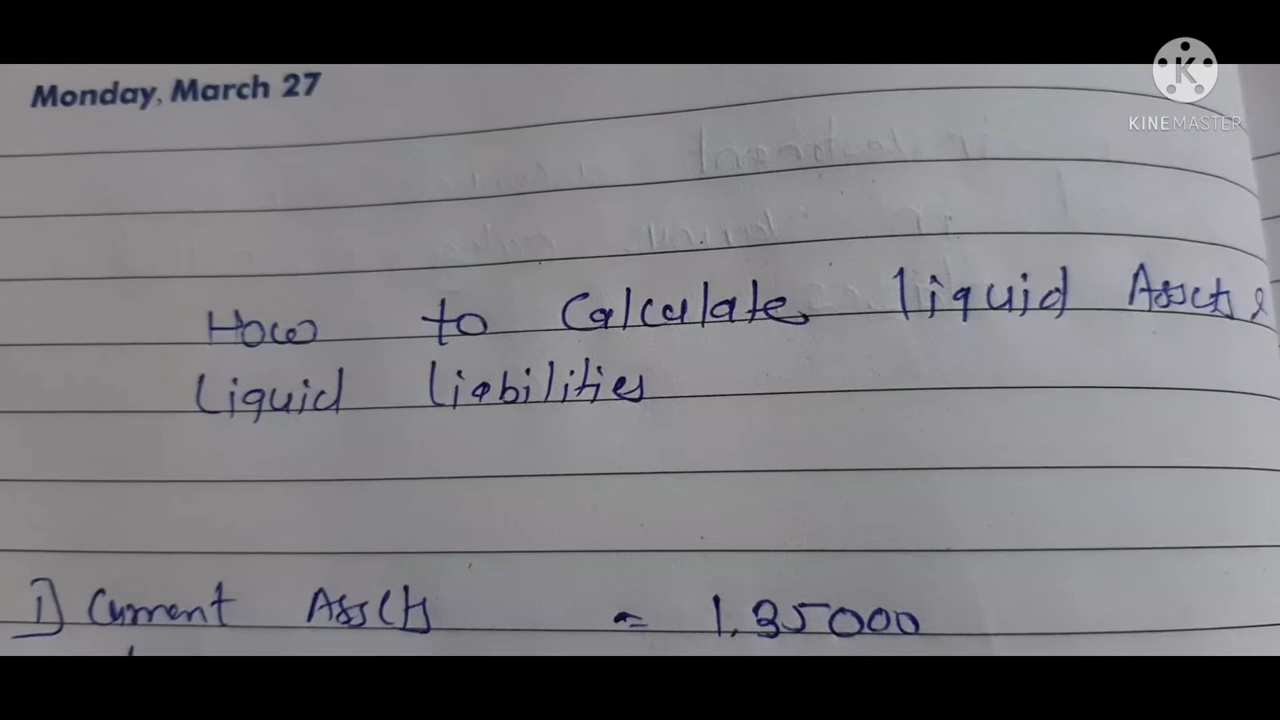 Monday, March 27
KINEMASTER
How to Calculate liquid Assets &
Liquid liabilities
1) Current Assets = 1,35000